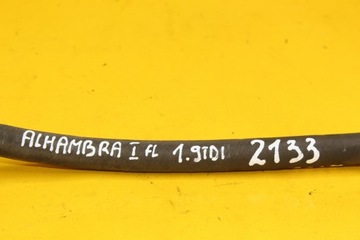 ALHAMBRA I FL 1.9TDI 2133